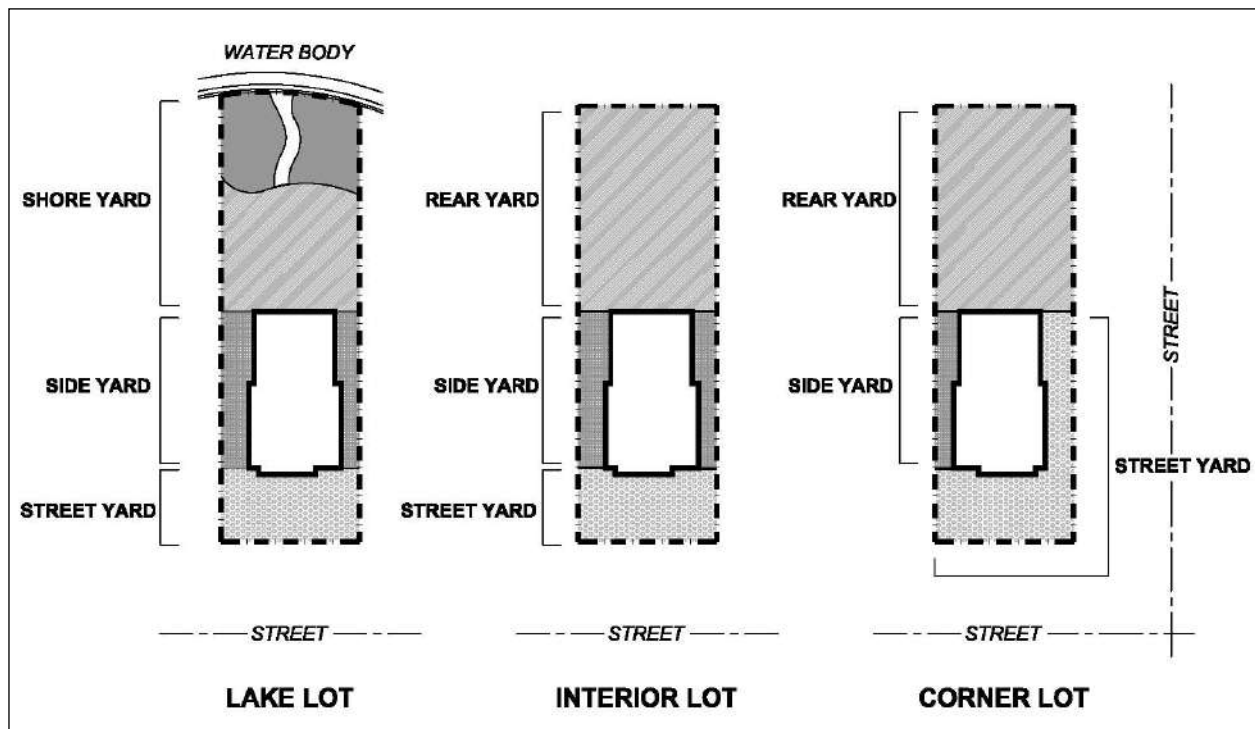 WATER BODY
SHORE YARD
SIDE YARD
STREET YARD
STREET
LAKE LOT
REAR YARD
SIDE YARD
STREET YARD
STREET
INTERIOR LOT
REAR YARD
SIDE YARD
STREET YARD
STREET
STREET
CORNER LOT